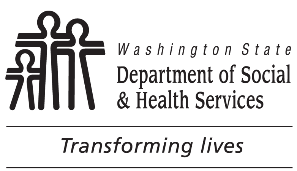 Washington State
Department of Social
& Health Services
Transforming lives